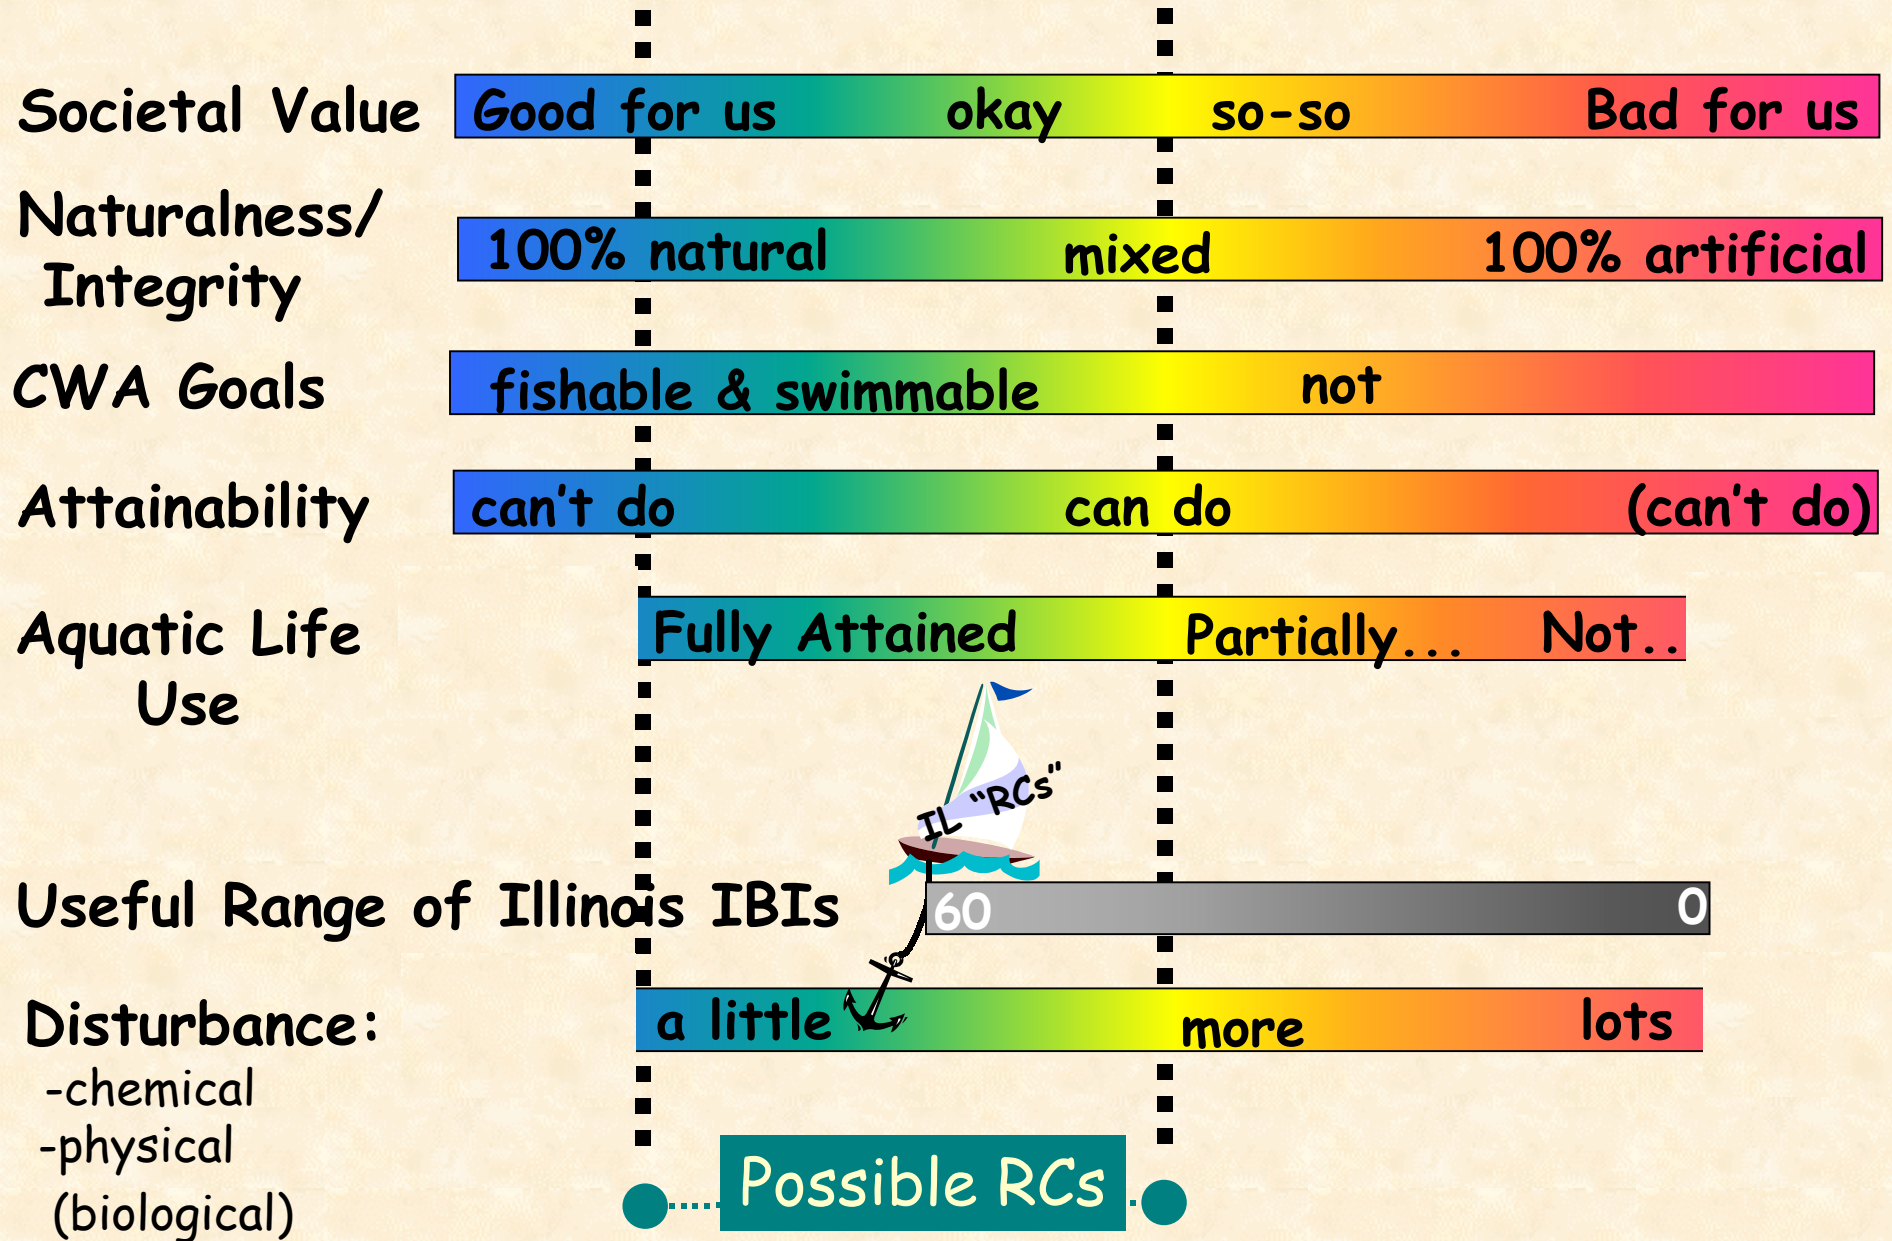 Societal Value
Good for us okay so-so Bad for us
Naturalness/
Integrity
100% natural mixed 100% artificial
CWA Goals
fishable & swimmable not
Attainability
can't do can do (can't do)
Aquatic Life
Use
Fully Attained Partially... Not..
IL "RCs"
Useful Range of Illinois IBIs
60 0
Disturbance:
a little more lots
-chemical
-physical
(biological)
Possible RCs